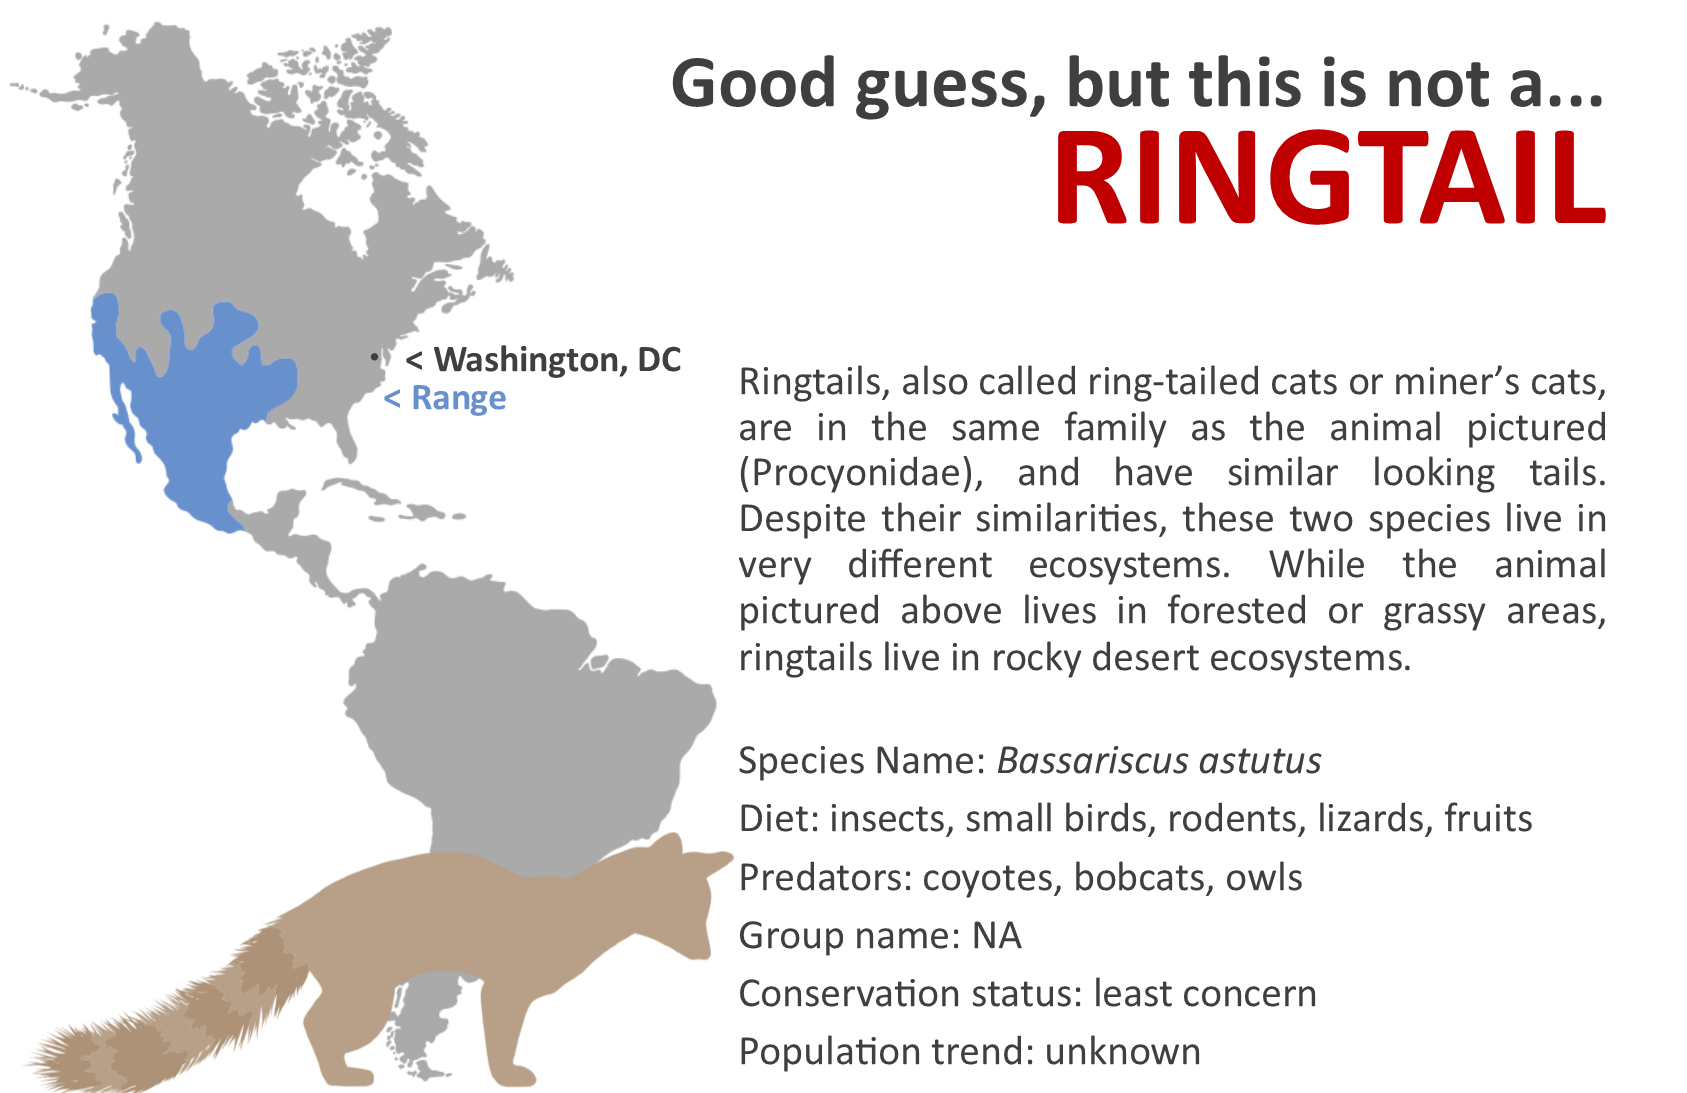 Good guess, but this is not a...
RINGTAIL
< Washington, DC
< Range
Ringtails, also called ring-tailed cats or miner’s cats,
are in the same family as the animal pictured
(Procyonidae), and have similar looking tails.
Despite their similarities, these two species live in
very different ecosystems. While the animal
pictured above lives in forested or grassy areas,
ringtails live in rocky desert ecosystems.
Species Name: Bassariscus astutus
Diet: insects, small birds, rodents, lizards, fruits
Predators: coyotes, bobcats, owls
Group name: NA
Conservation status: least concern
Population trend: unknown